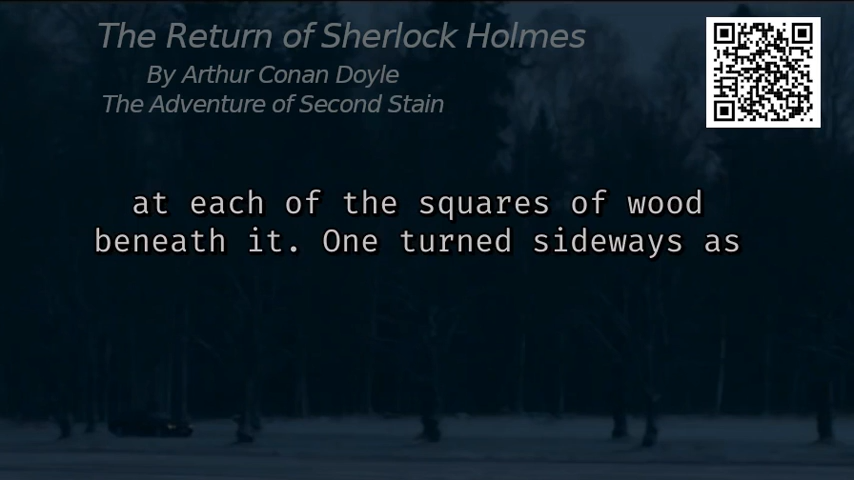 The Return of Sherlock Holmes
By Arthur Conan Doyle
The Adventure of Second Stain
at each of the squares of wood
beneath it. One turned sideways as